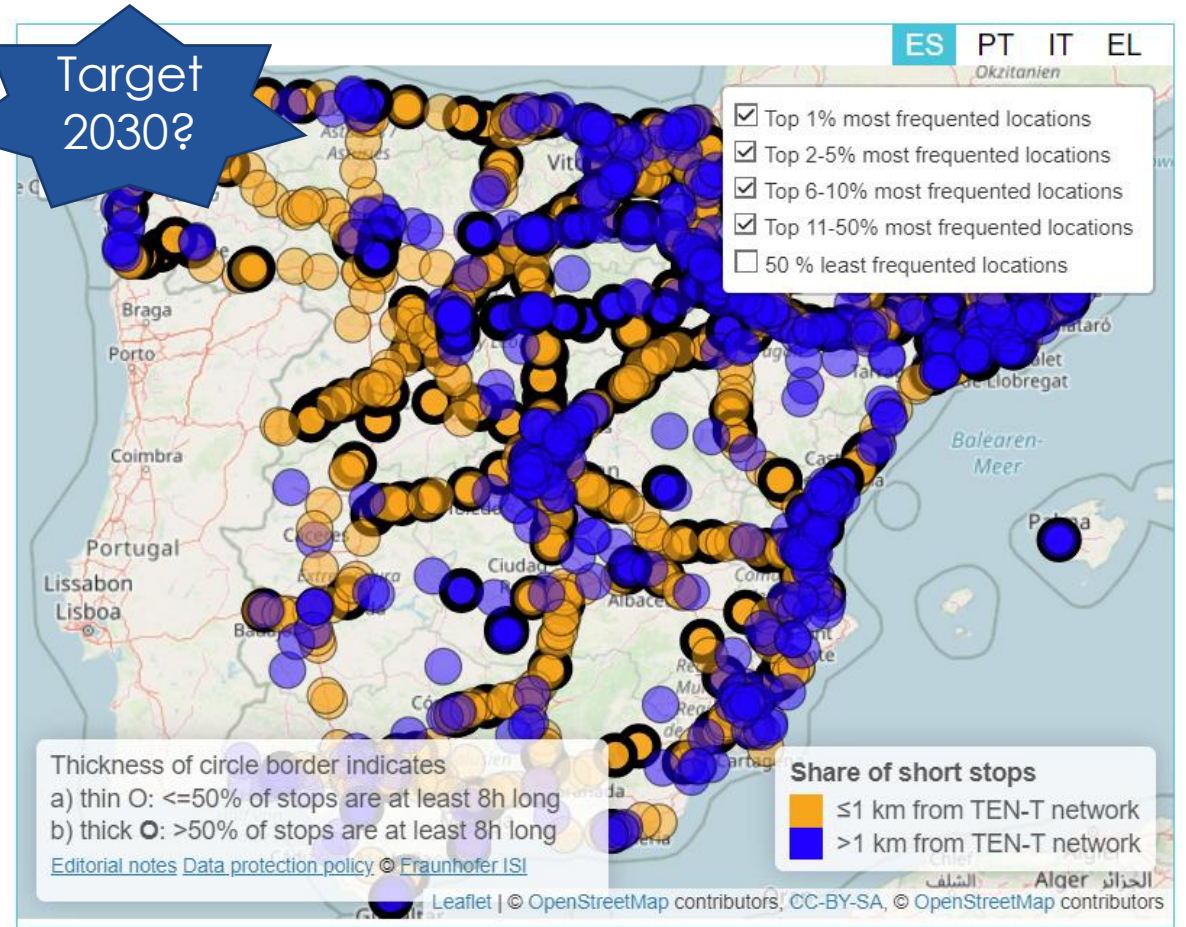 Target
2030?
ES PT IT EL
Okzitanien
Top 1% most frequented locations
Top 2-5% most frequented locations
Top 6-10% most frequented locations
Top 11-50% most frequented locations
50 % least frequented locations
Braga
Porto
Coimbra
Portugal
Lissabon
Lisboa
Balearen-
Meer
Ciudad
de Llobregat
Thickness of circle border indicates
a) thin O: <=50% of stops are at least 8h long
b) thick O: >50% of stops are at least 8h long
Editorial notes Data protection policy © Fraunhofer ISI
Share of short stops
≤1 km from TEN-T network
>1 km from TEN-T network
الشلف
Alger الجزائر
Leaflet | © OpenStreetMap contributors, CC-BY-SA, © OpenStreetMap contributors